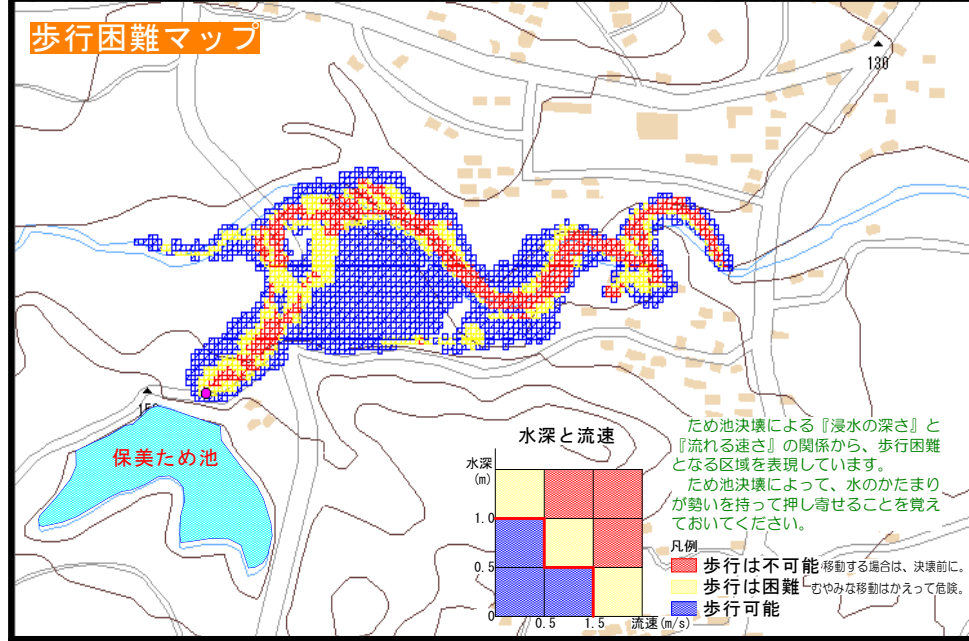 歩行困難マップ
130
保美ため池
水深と流速
水深
(m)
1.0
0.5
0
0.5
1.5
流速(m/s)
ため池決壊による『浸水の深さ』と
『流れる速さ』の関係から、歩行困難
となる区域を表現しています。
ため池決壊によって、水のかたまり
が勢いを持って押し寄せることを覚え
ておいてください。
凡例
歩行は不可能 移動する場合は、決壊前に。
歩行は困難 むやみな移動はかえって危険。
歩行可能